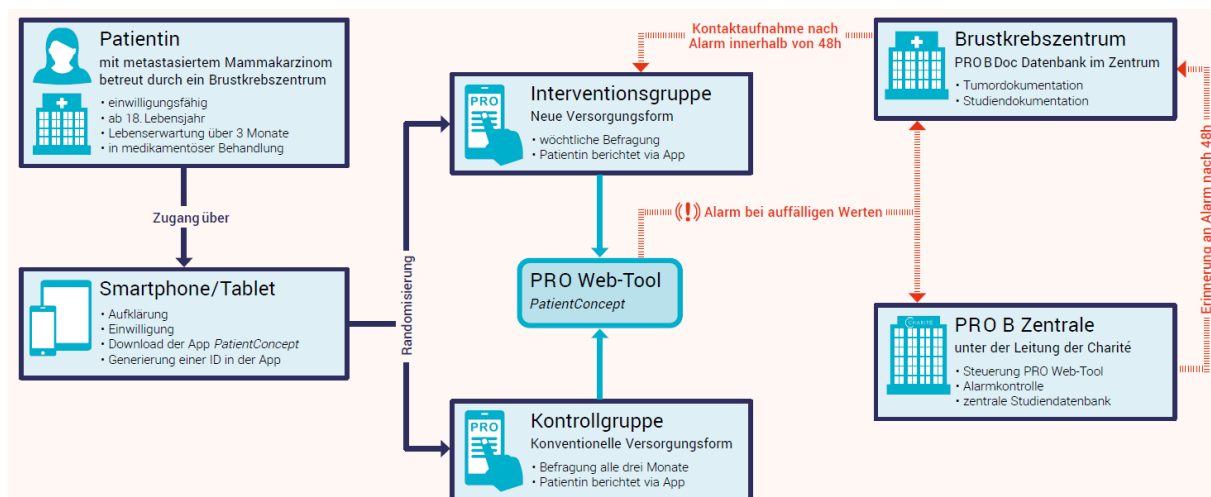 Patientin
mit metastasiertem Mammakarzinom
betreut durch ein Brustkrebszentrum
• einwilligungsfähig
• ab 18. Lebensjahr
• Lebenserwartung über 3 Monate
• in medikamentöser Behandlung
Zugang über
Smartphone/Tablet
• Aufklärung
• Einwilligung
• Download der App PatientConcept
• Generierung einer ID in der App
Randomisierung
PRO
Interventionsgruppe
Neue Versorgungsform
• wöchtliche Befragung
• Patientin berichtet via App
PRO Web-Tool
PatientConcept
PRO
Kontrollgruppe
Konventionelle Versorgungsform
• Befragung alle drei Monate
• Patientin berichtet via App
Kontaktaufnahme nach
Alarm innerhalb von 48h
((!)) Alarm bei auffälligen Werten
Brustkrebszentrum
PRO B Doc Datenbank im Zentrum
• Tumordokumentation
• Studiendokumentation
CHARITÉ
PRO B Zentrale
unter der Leitung der Charité
• Steuerung PRO Web-Tool
• Alarmkontrolle
• zentrale Studiendatenbank
Erinnerung an Alarm nach 48h